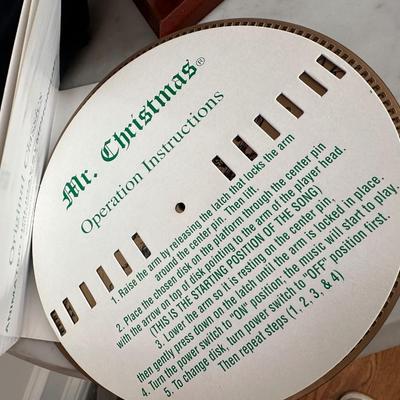 Mr. Christmas®
Operation Instructions
1. Raise the arm by releasing the latch that locks the arm
around the center pin. Then lift.
2. Place the chosen disk on the platform through the center pin
with the arrow on top of disk pointing to the arm of the player head.
(THIS IS THE STARTING POSITION OF THE SONG)
3. Lower the arm so it is resting on the center pin.
then gently press down on the latch until the arm is locked in place.
4. Turn the power switch to "ON" position; the music will start to play.
5. To change disk, turn power switch to "OFF" position first.
Then repeat steps (1, 2, 3, & 4)